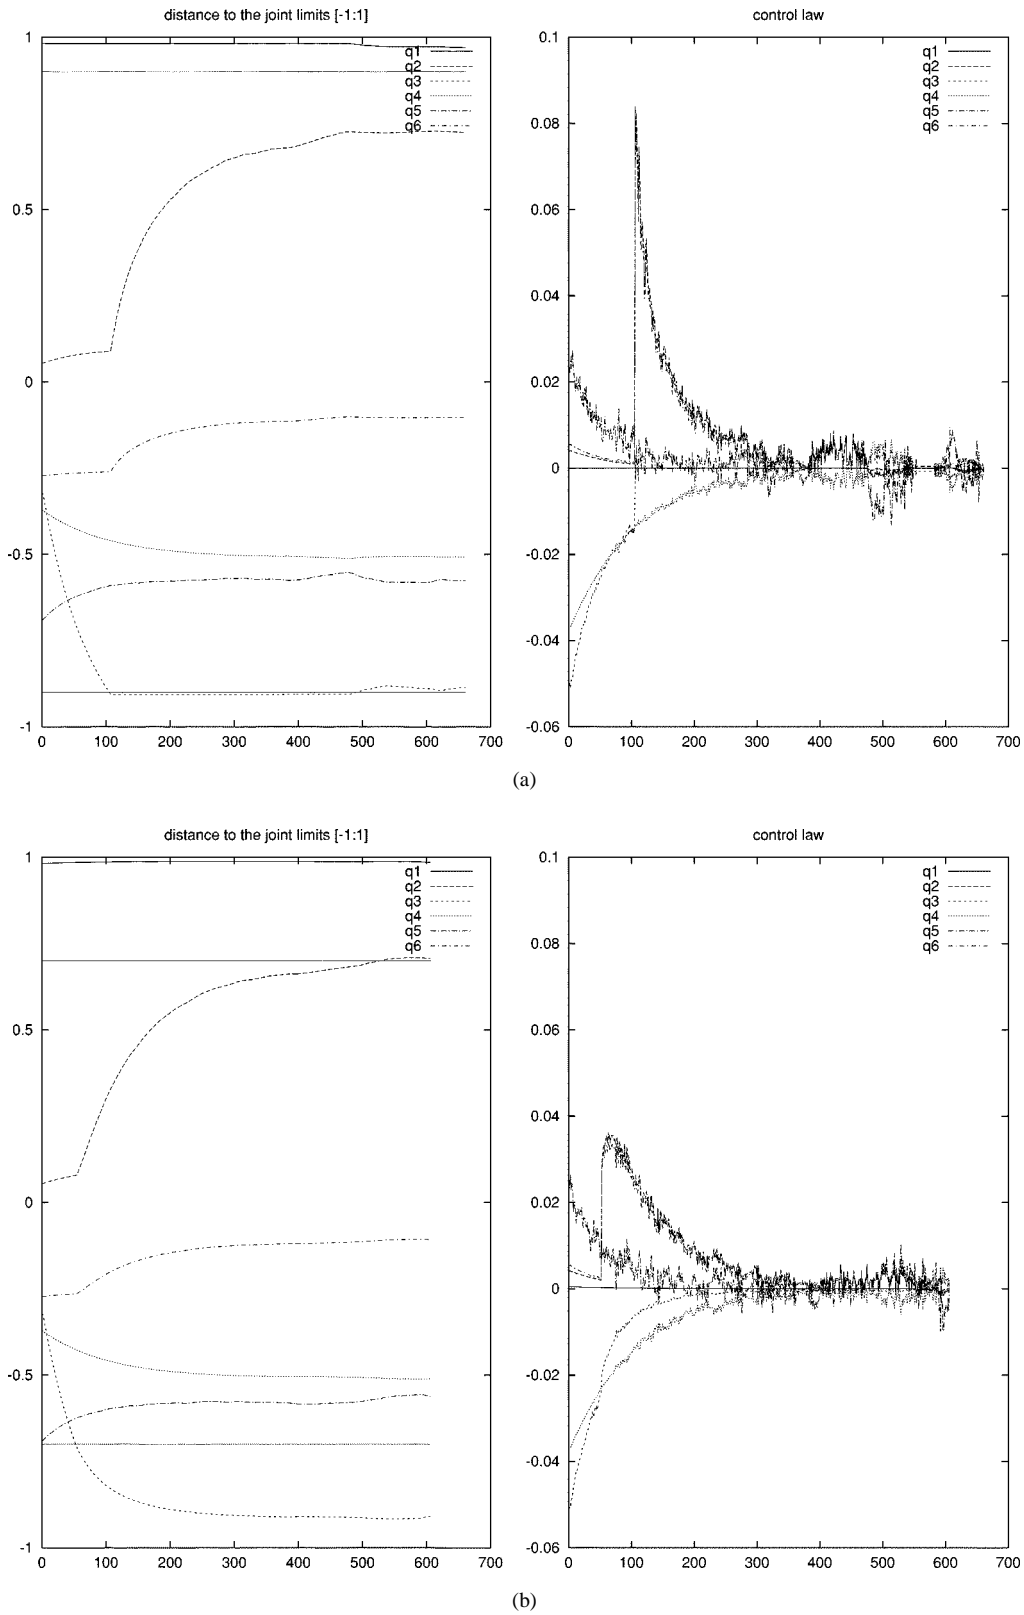 distance to the joint limits [-1:1]
1
0.5
0
-0.5
-1
0 100 200 300 400 500 600 700
q1
q2
q3
q4
q5
q6
control law
0.1
0.08
0.06
0.04
0.02
0
-0.02
-0.04
-0.06
0 100 200 300 400 500 600 700
q1
q2
q3
q4
q5
q6
(a)
distance to the joint limits [-1:1]
1
0.5
0
-0.5
-1
0 100 200 300 400 500 600 700
q1
q2
q3
q4
q5
q6
control law
0.1
0.08
0.06
0.04
0.02
0
-0.02
-0.04
-0.06
0 100 200 300 400 500 600 700
q1
q2
q3
q4
q5
q6
(b)